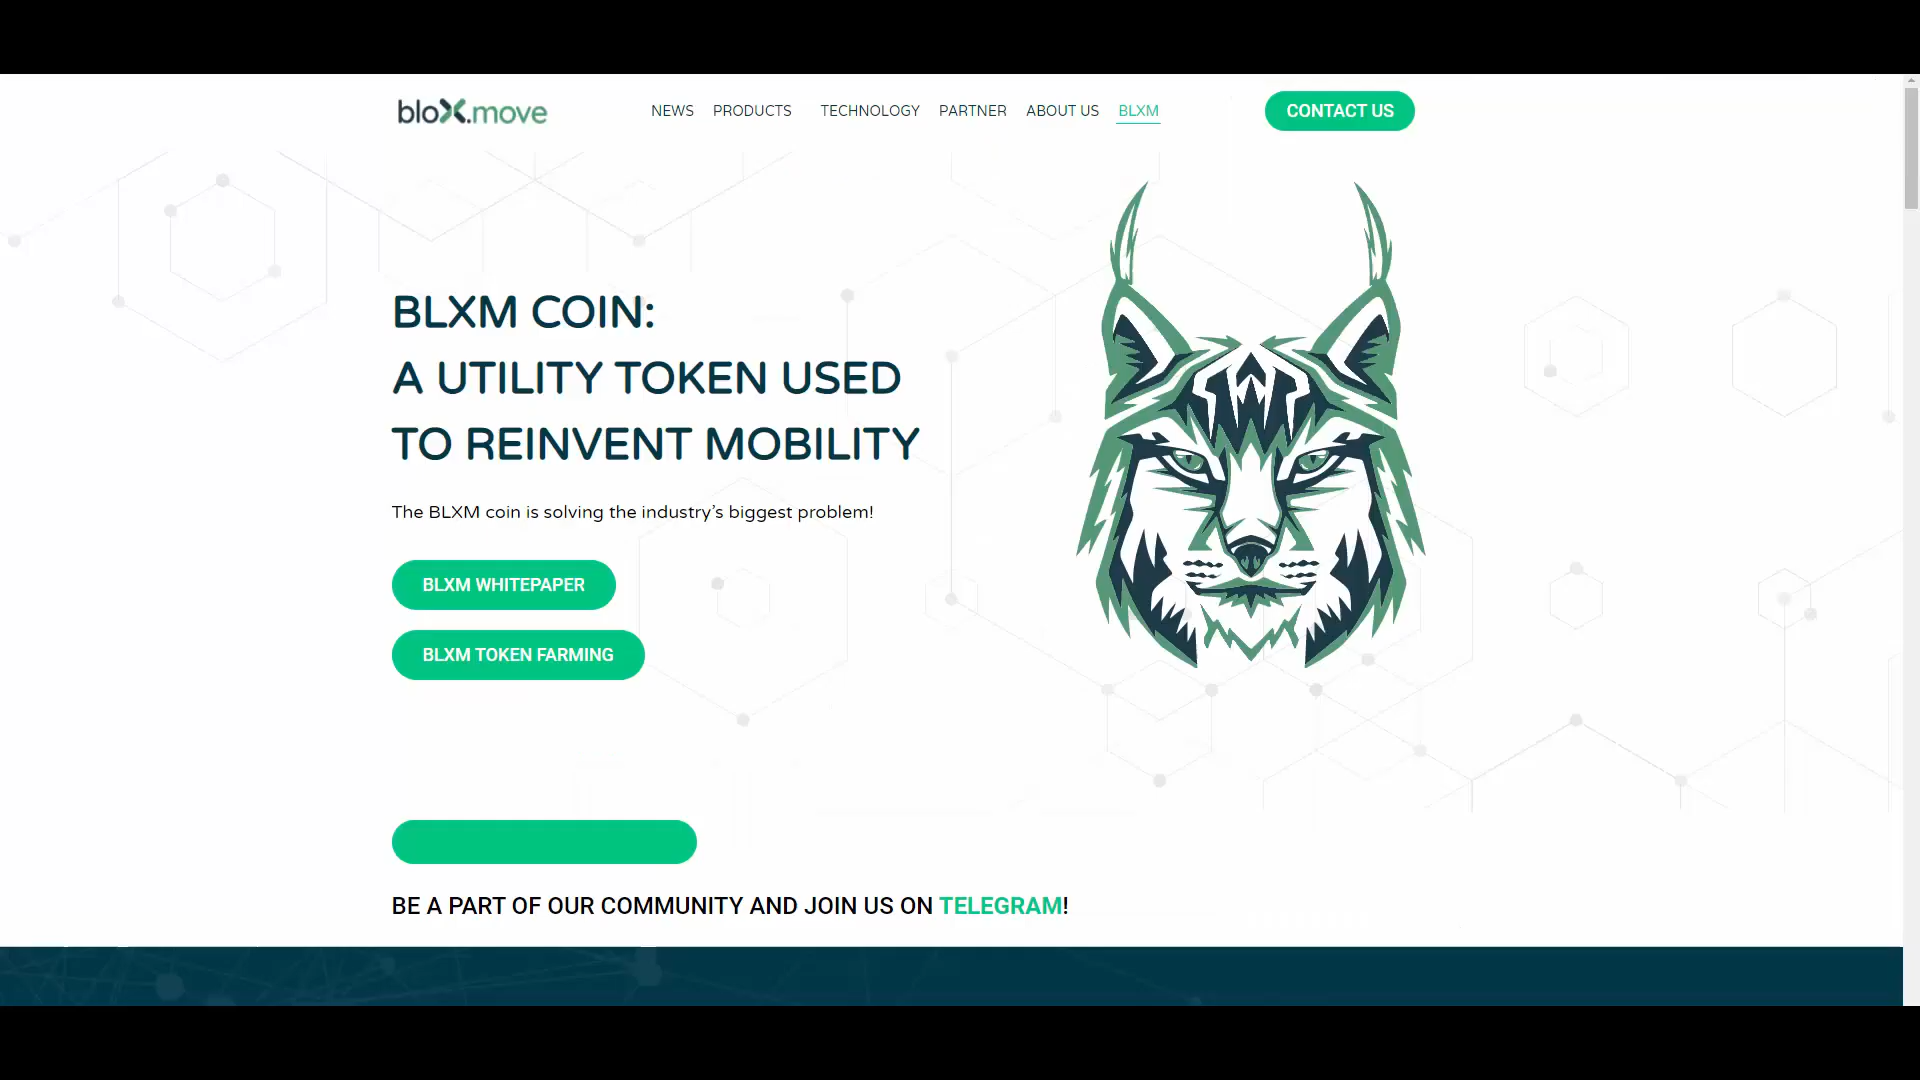 bloX.move
NEWS PRODUCTS TECHNOLOGY PARTNER ABOUT US BLXM
CONTACT US
BLXM COIN:
A UTILITY TOKEN USED
TO REINVENT MOBILITY
The BLXM coin is solving the industry’s biggest problem!
BLXM WHITEPAPER
BLXM TOKEN FARMING
BE A PART OF OUR COMMUNITY AND JOIN US ON TELEGRAM!